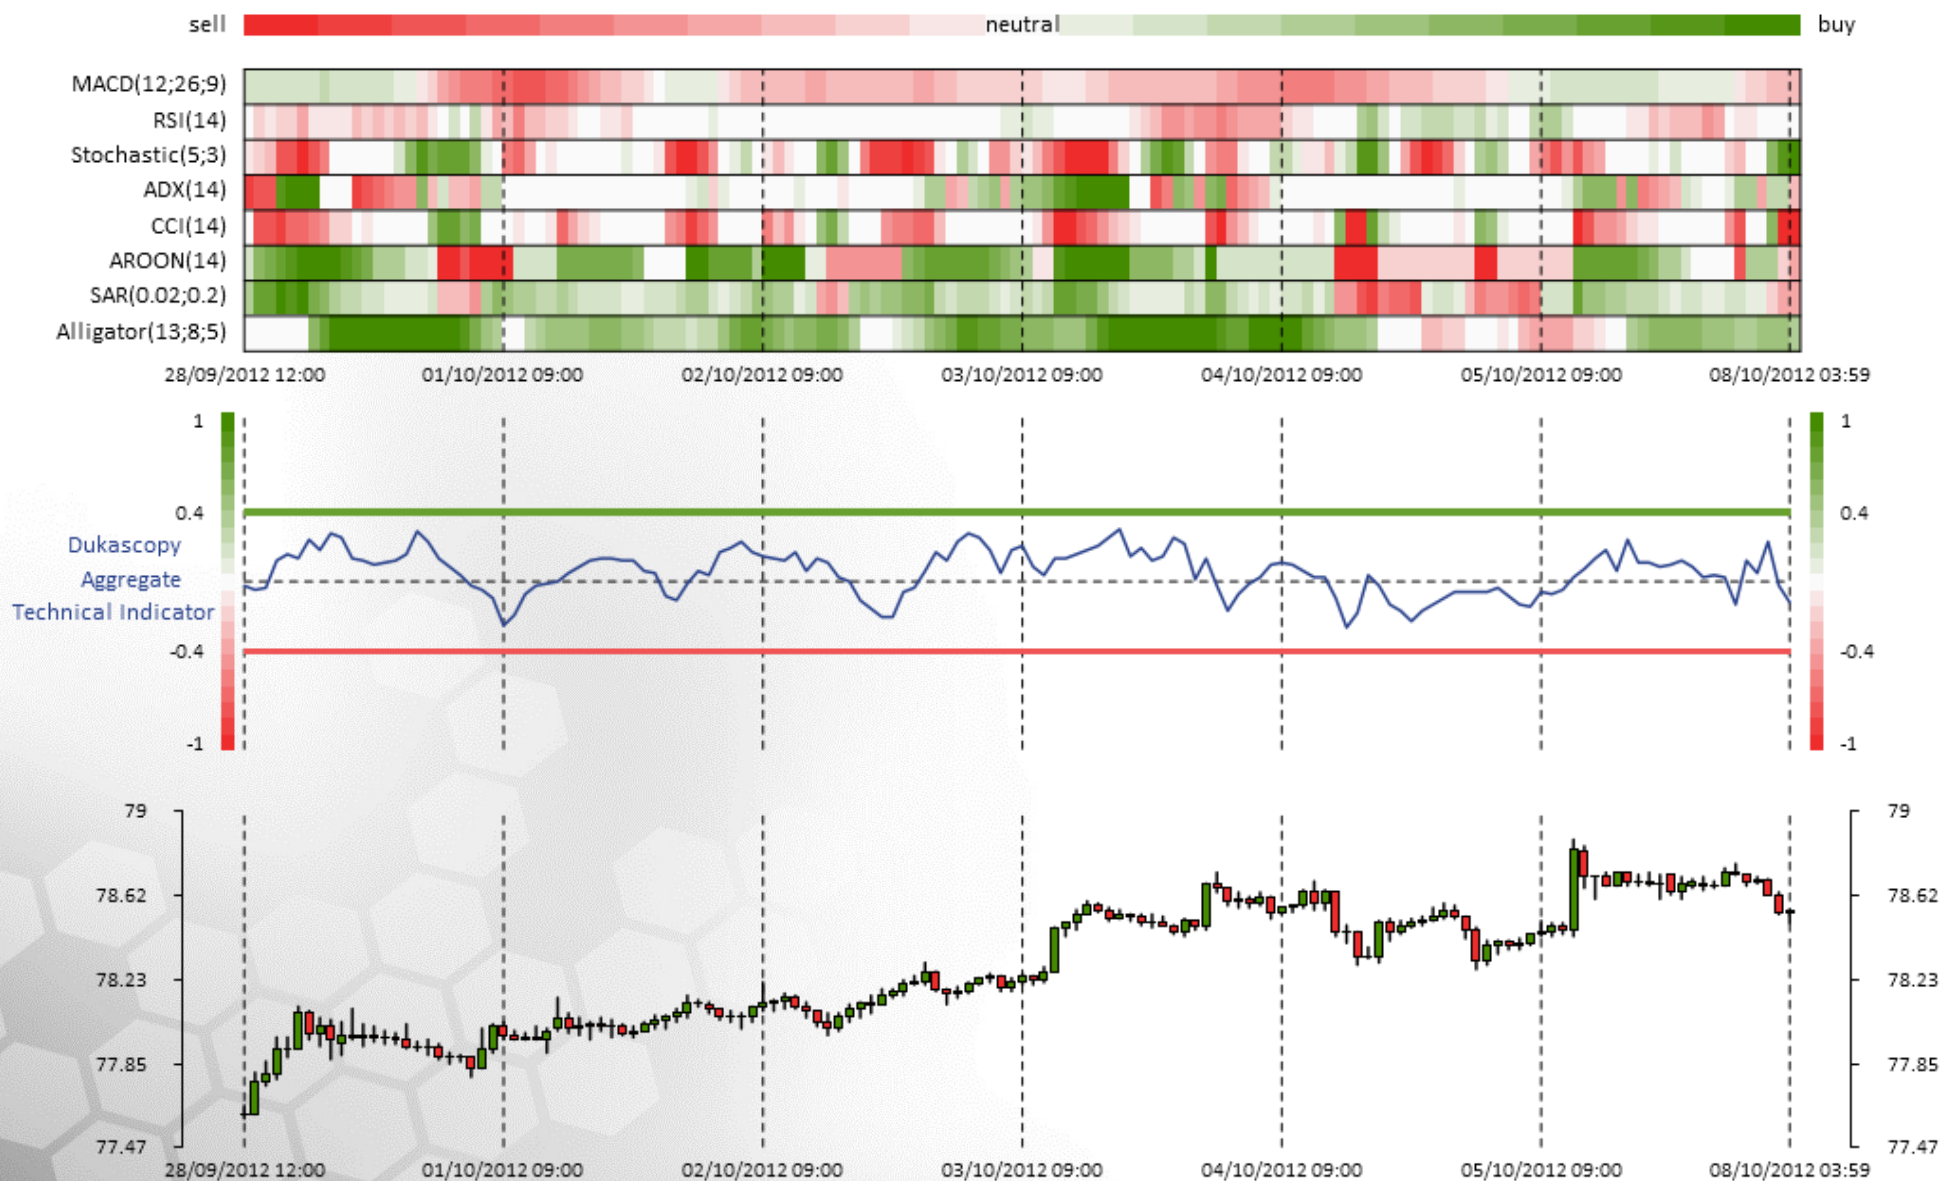 sell neutral buy
MACD(12;26;9)
RSI(14)
Stochastic(5;3)
ADX(14)
CCI(14)
AROON(14)
SAR(0.02;0.2)
Alligator(13;8;5)
28/09/2012 12:00 01/10/2012 09:00 02/10/2012 09:00 03/10/2012 09:00 04/10/2012 09:00 05/10/2012 09:00 08/10/2012 03:59
1 1
0.4 0.4
Dukascopy
Aggregate
Technical Indicator
-0.4 -0.4
-1 -1
79 79
78.62 78.62
78.23 78.23
77.85 77.85
77.47 77.47
28/09/2012 12:00 01/10/2012 09:00 02/10/2012 09:00 03/10/2012 09:00 04/10/2012 09:00 05/10/2012 09:00 08/10/2012 03:59